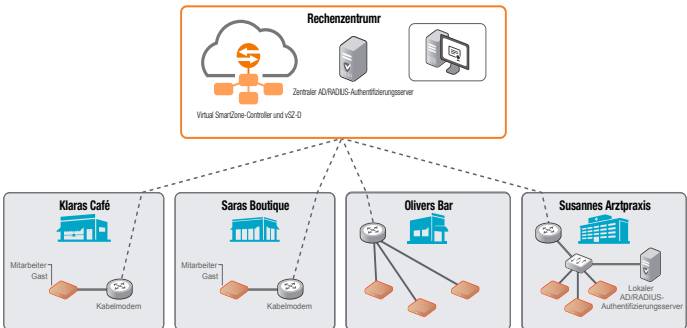 Rechenzentrumr
Zentraler AD/RADIUS-Authentifizierungsserver
Virtual SmartZone-Controller und vSZ-D
Klaras Café
Mitarbeiter
Gast
Kabelmodem
Saras Boutique
Mitarbeiter
Gast
Kabelmodem
Olivers Bar
Susannes Arztpraxis
Lokaler
AD/RADIUS-
Authentifizierungsserver